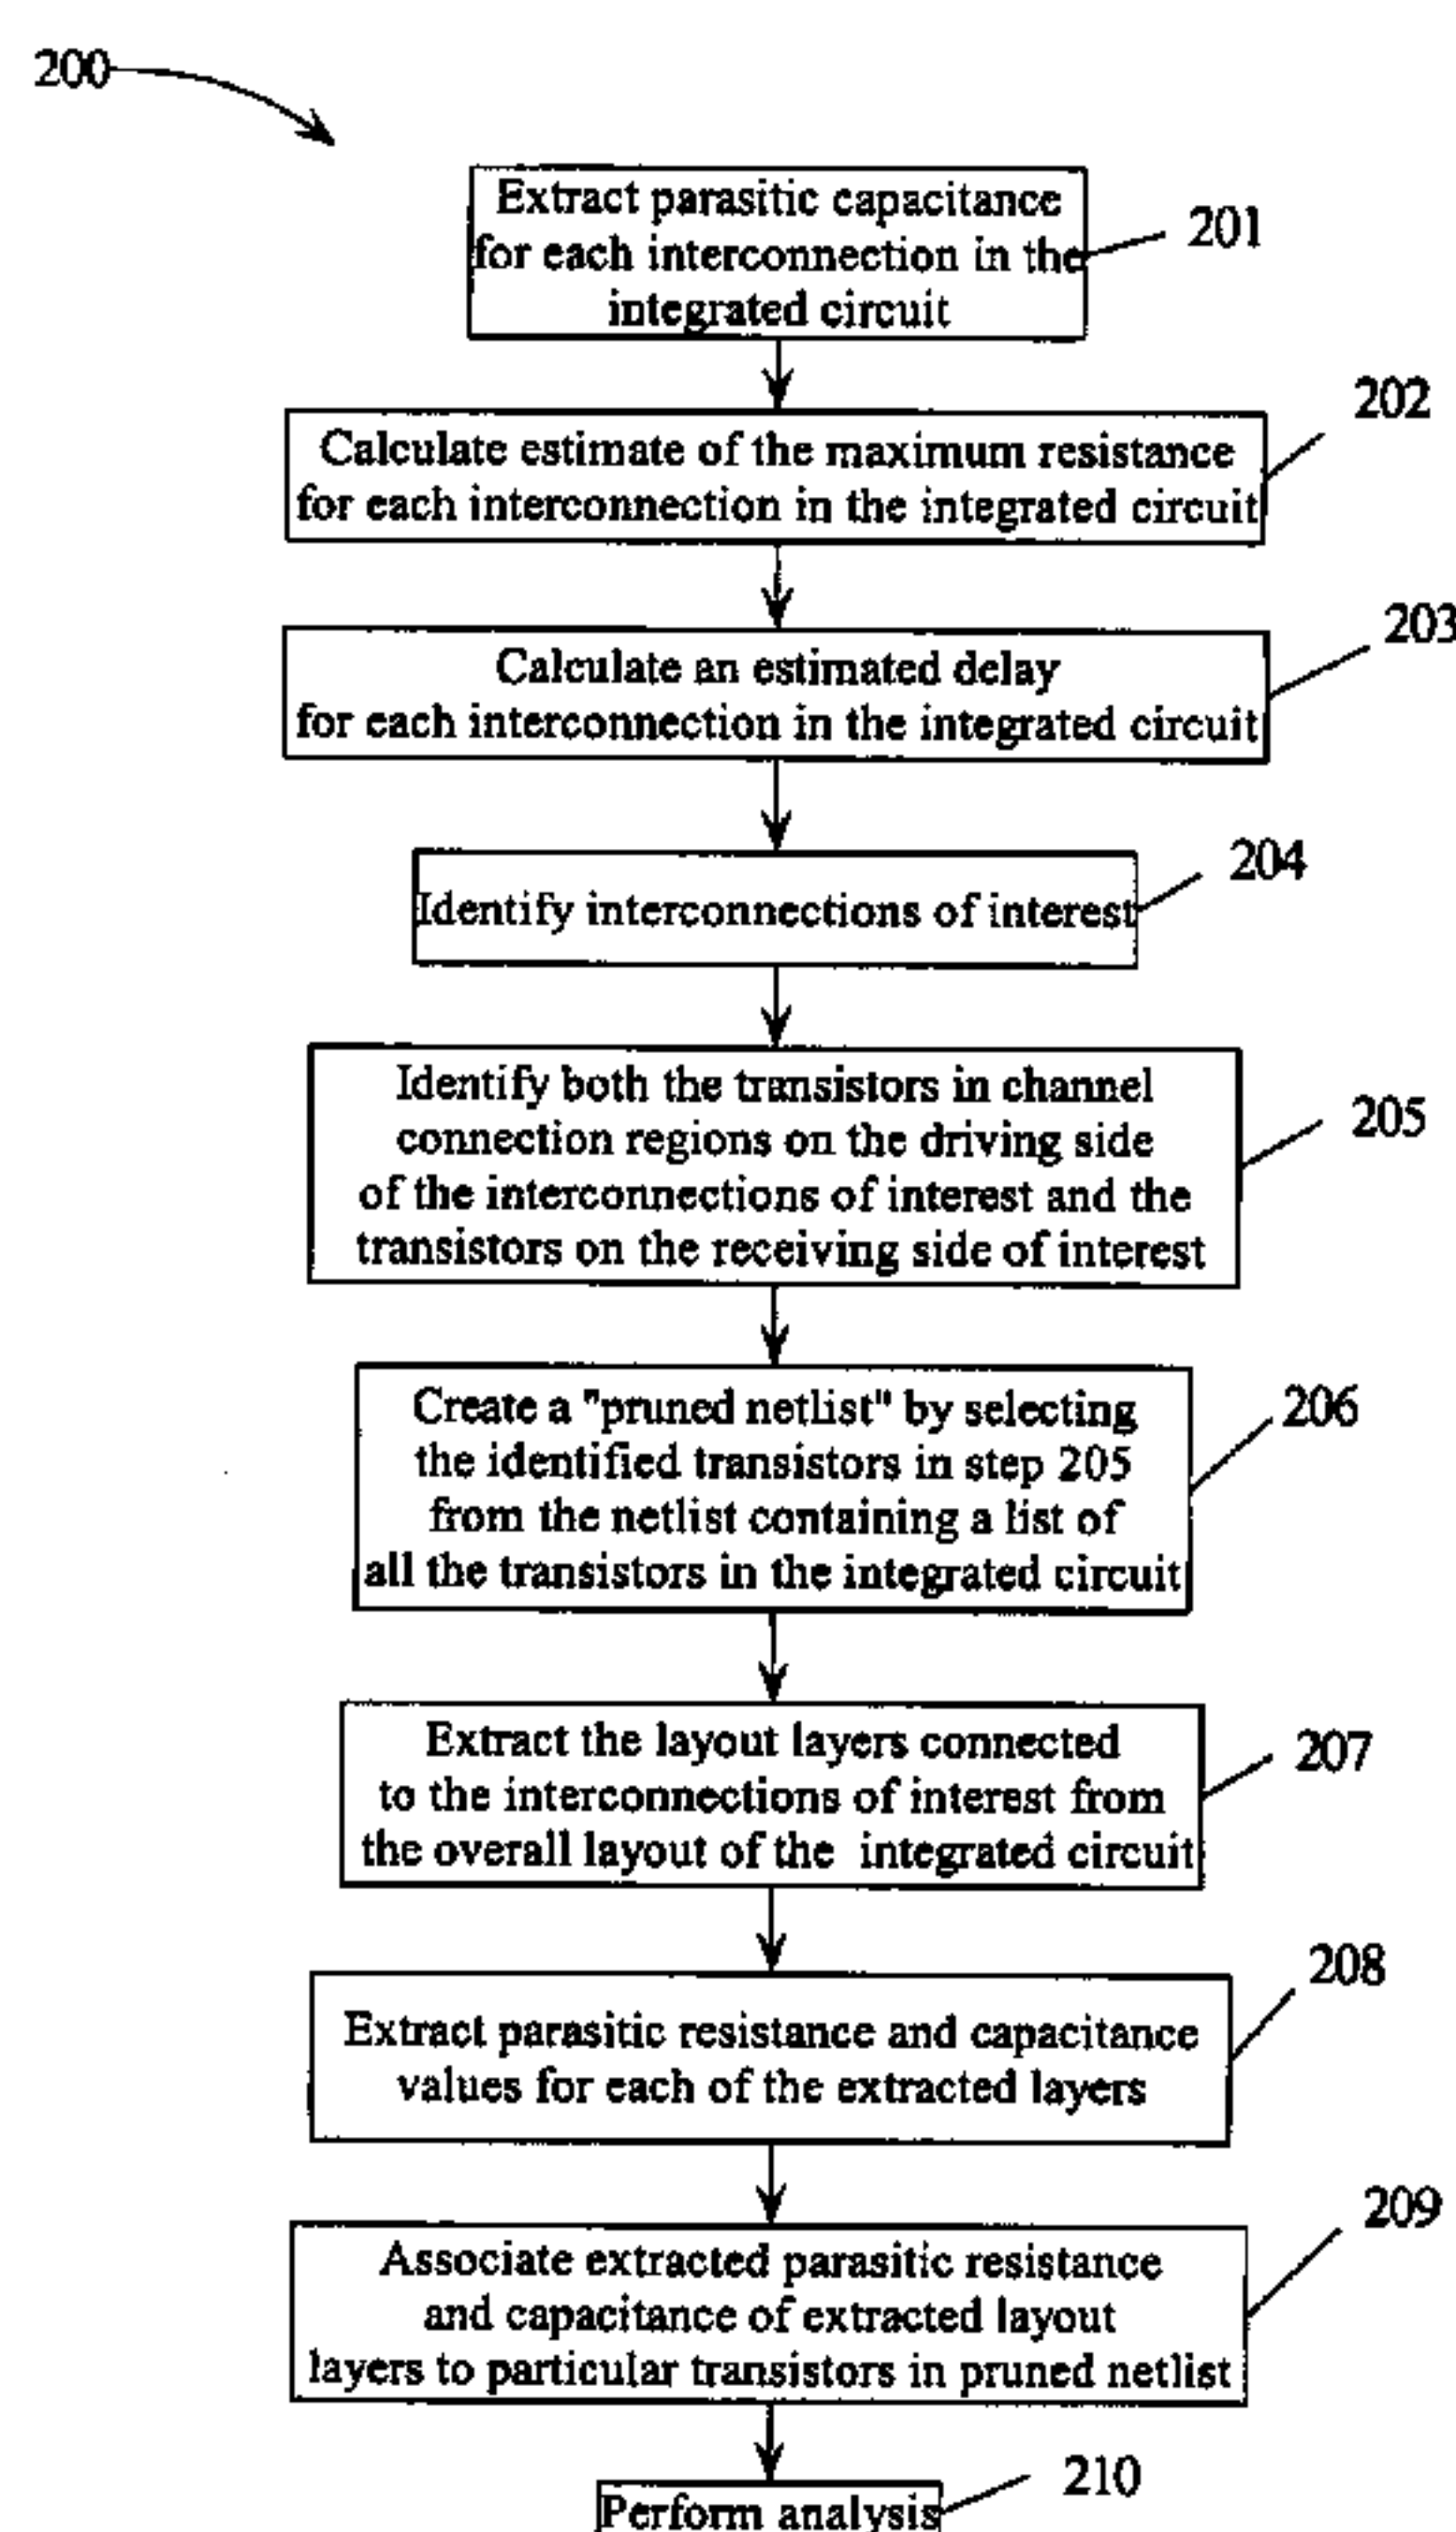 200
Extract parasitic capacitance
for each interconnection in the
integrated circuit
201
Calculate estimate of the maximum resistance
for each interconnection in the integrated circuit
202
Calculate an estimated delay
for each interconnection in the integrated circuit
203
Identify interconnections of interest
204
Identify both the transistors in channel
connection regions on the driving side
of the interconnections of interest and the
transistors on the receiving side of interest
205
Create a "pruned netlist" by selecting
the identified transistors in step 205
from the netlist containing a list of
all the transistors in the integrated circuit
206
Extract the layout layers connected
to the interconnections of interest from
the overall layout of the integrated circuit
207
Extract parasitic resistance and capacitance
values for each of the extracted layers
208
Associate extracted parasitic resistance
and capacitance of extracted layout
layers to particular transistors in pruned netlist
209
Perform analysis
210